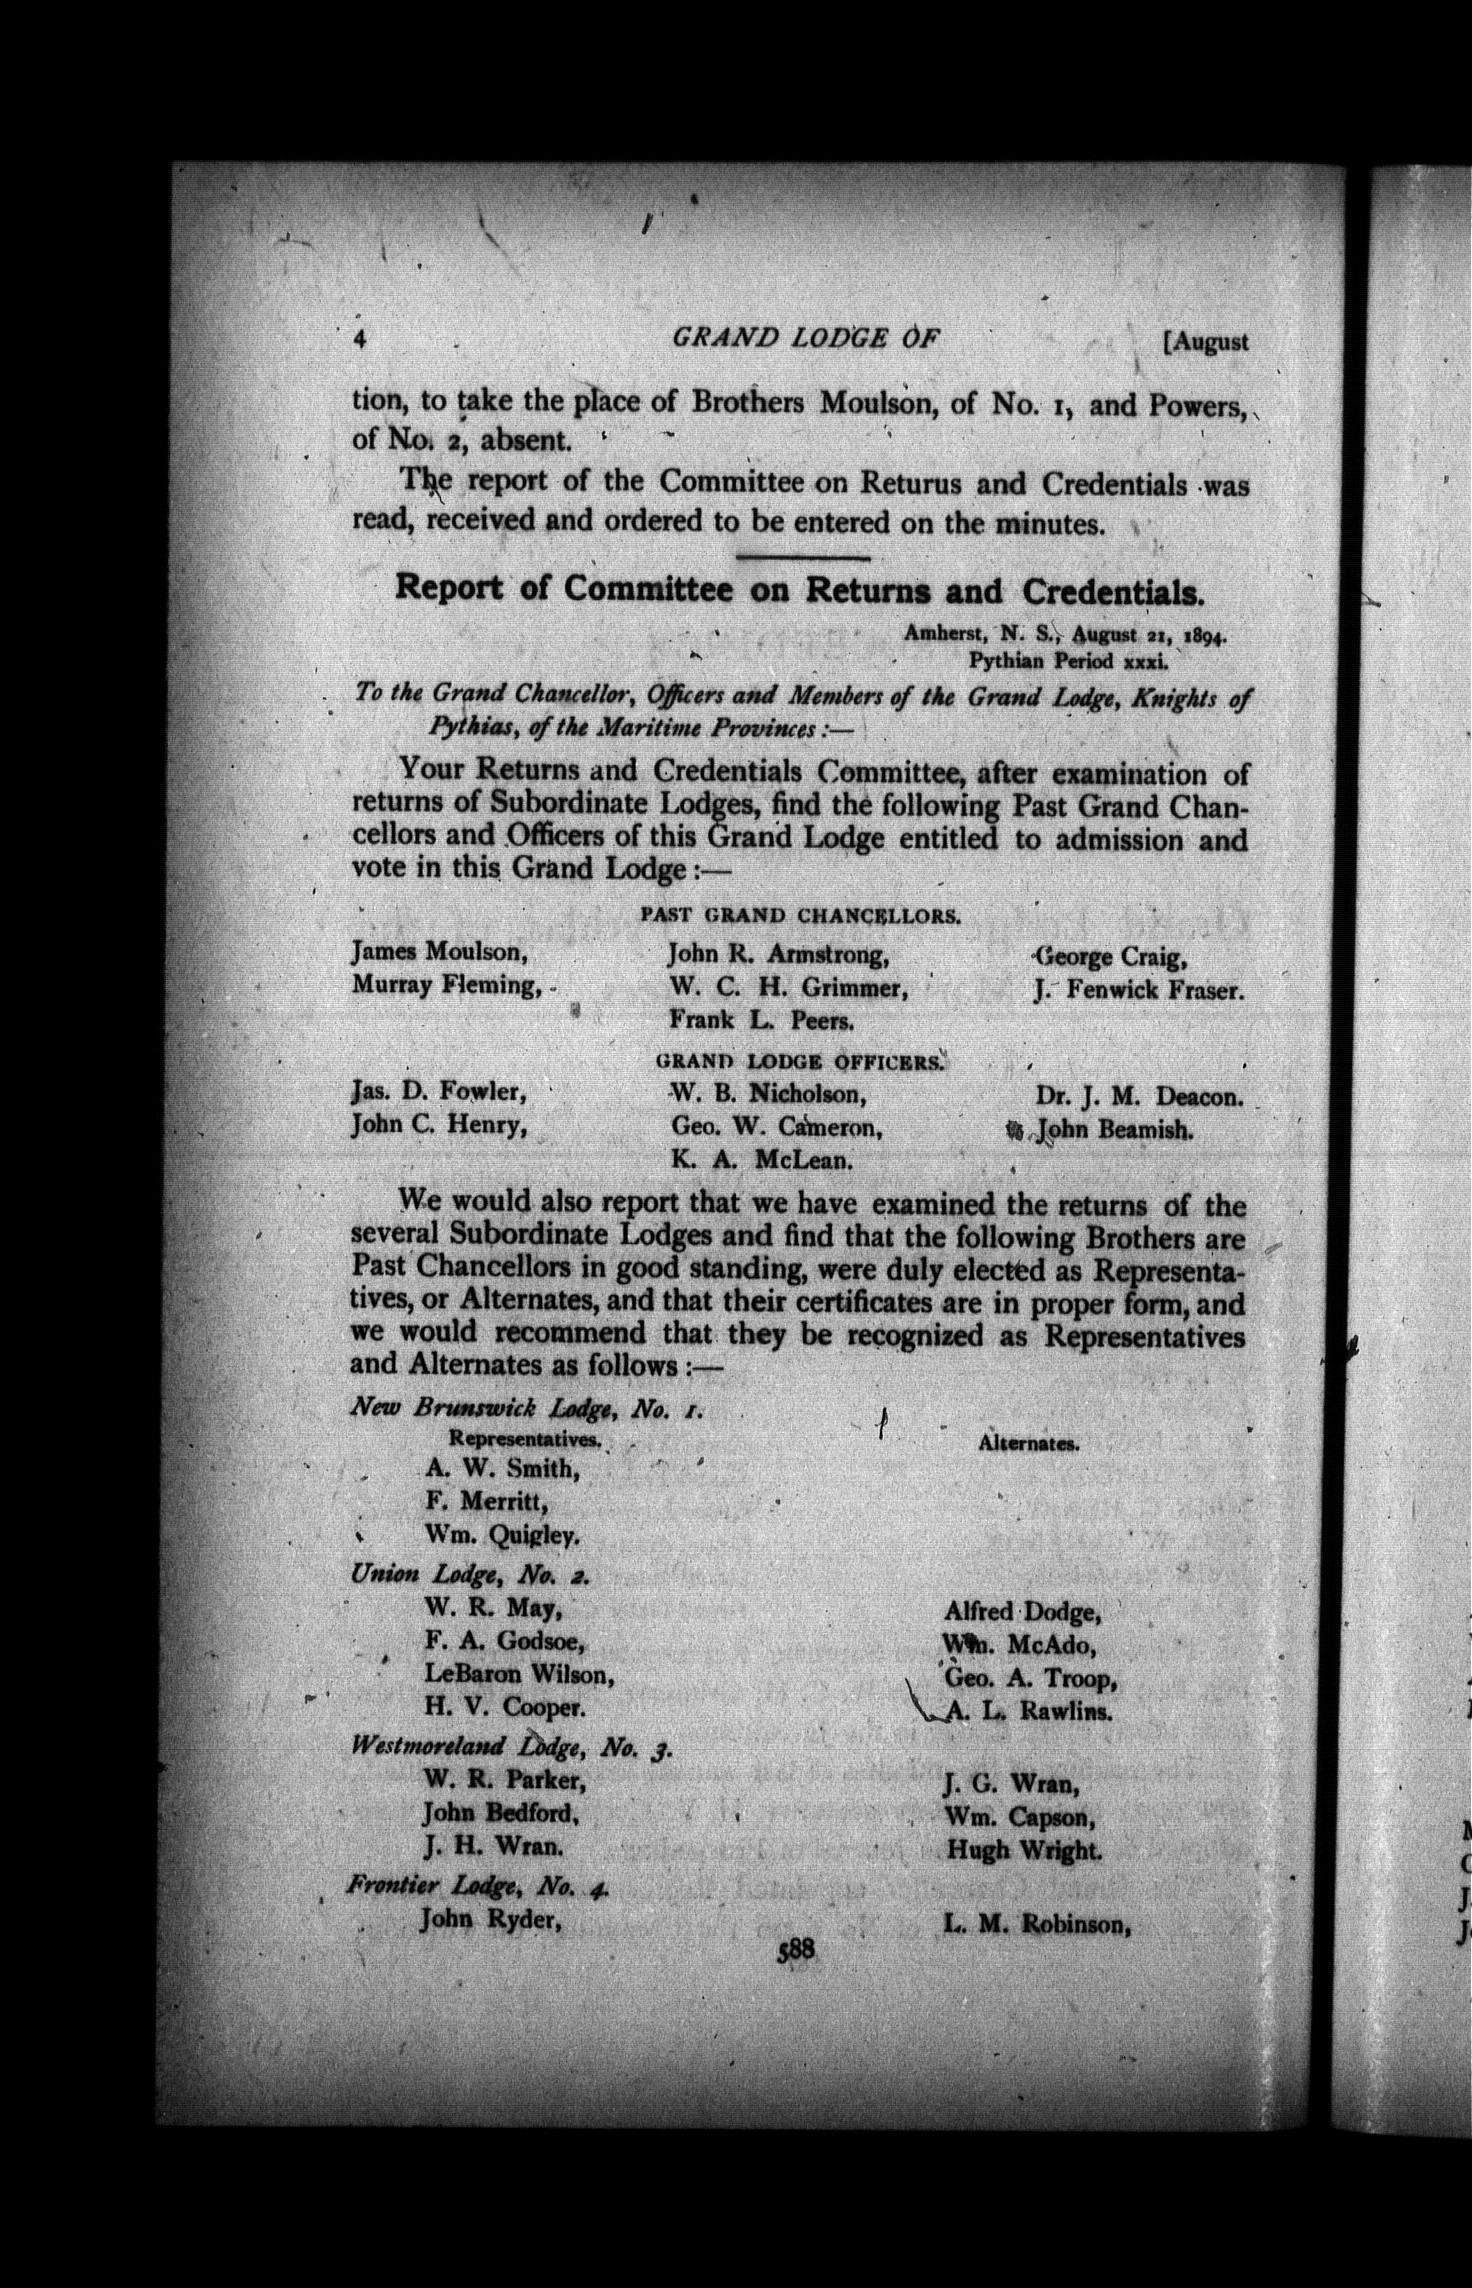 4 GRAND LODGE OF [August
tion, to take the place of Brothers Moulson, of No. 1, and Powers,
of No. 2, absent.
The report of the Committee on Returus and Credentials was
read, received and ordered to be entered on the minutes.
Report of Committee on Returns and Credentials.
Amherst, N. S., August 21, 1894.
Pythian Period xxxi.
To the Grand Chancellor, Officers and Members of the Grand Lodge, Knights of
Pythias, of the Maritime Provinces:—
Your Returns and Credentials Committee, after examination of
returns of Subordinate Lodges, find the following Past Grand Chan-
cellors and Officers of this Grand Lodge entitled to admission and
vote in this Grand Lodge:—
PAST GRAND CHANCELLORS.
James Moulson, John R. Armstrong, George Craig,
Murray Fleming, W. C. H. Grimmer, J. Fenwick Fraser.
Frank L. Peers.
GRAND LODGE OFFICERS.
Jas. D. Fowler, W. B. Nicholson, Dr. J. M. Deacon.
John C. Henry, Geo. W. Cameron, John Beamish.
K. A. McLean.
We would also report that we have examined the returns of the
several Subordinate Lodges and find that the following Brothers are
Past Chancellors in good standing, were duly elected as Representa-
tives, or Alternates, and that their certificates are in proper form, and
we would recommend that they be recognized as Representatives
and Alternates as follows:—
New Brunswick Lodge, No. 1.
Representatives. Alternates.
A. W. Smith,
F. Merritt,
Wm. Quigley.
Union Lodge, No. 2.
W. R. May, Alfred Dodge,
F. A. Godsoe, Wm. McAdo,
LeBaron Wilson, Geo. A. Troop,
H. V. Cooper. A. L. Rawlins.
Westmoreland Lodge, No. 3.
W. R. Parker, J. G. Wran,
John Bedford, Wm. Capson,
J. H. Wran. Hugh Wright.
Frontier Lodge, No. 4.
John Ryder, L. M. Robinson,
588